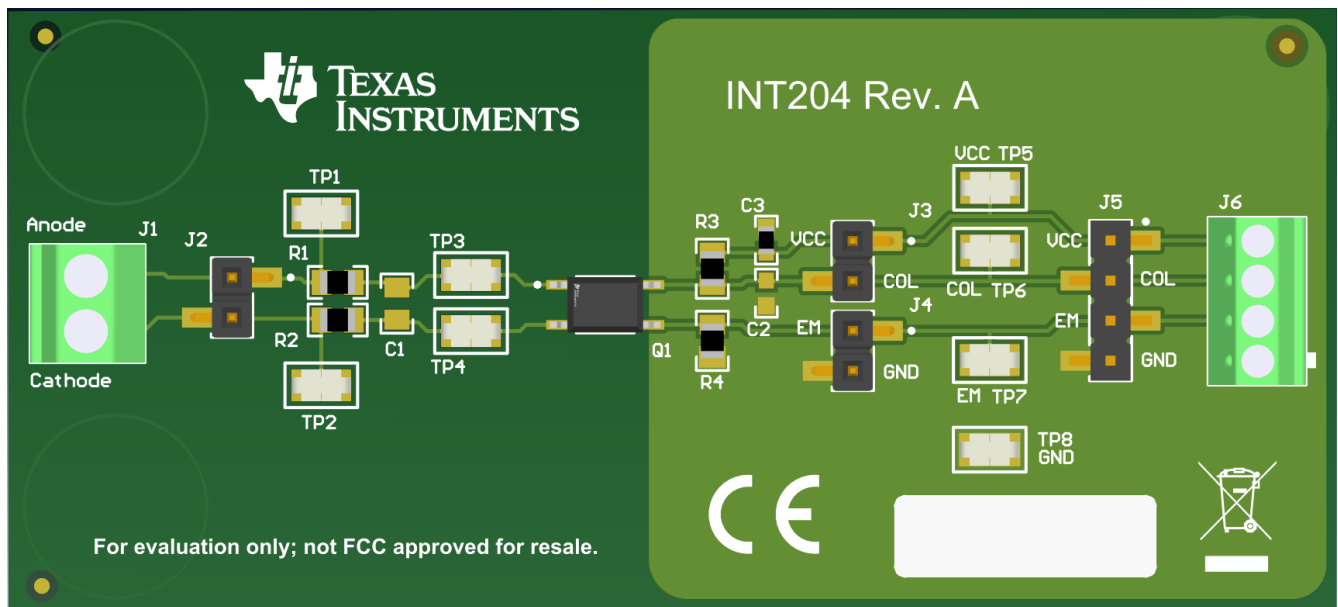 TEXAS
INSTRUMENTS
INT204 Rev. A
VCC TP5
TP1
Anode
J1
J2
R1
TP3
R3
C3
VCC
J3
J5
J6
VCC
COL
COL TP6
COL
R2
C1
TP4
Q1
C2
EM
J4
EM
R4
GND
GND
Cathode
TP2
EM TP7
TP8
GND
CE
For evaluation only; not FCC approved for resale.